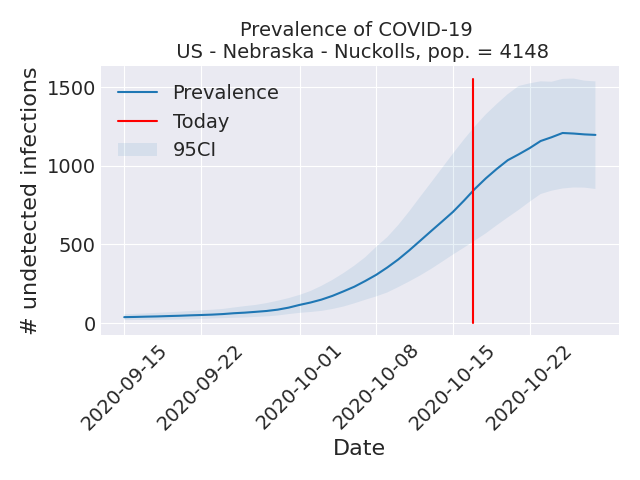 Prevalence of COVID-19
US - Nebraska - Nuckolls, pop. = 4148
# undetected infections
1500
1000
500
0
Prevalence
Today
95CI
2020-09-15
2020-09-22
2020-10-01
2020-10-08
2020-10-15
2020-10-22
Date